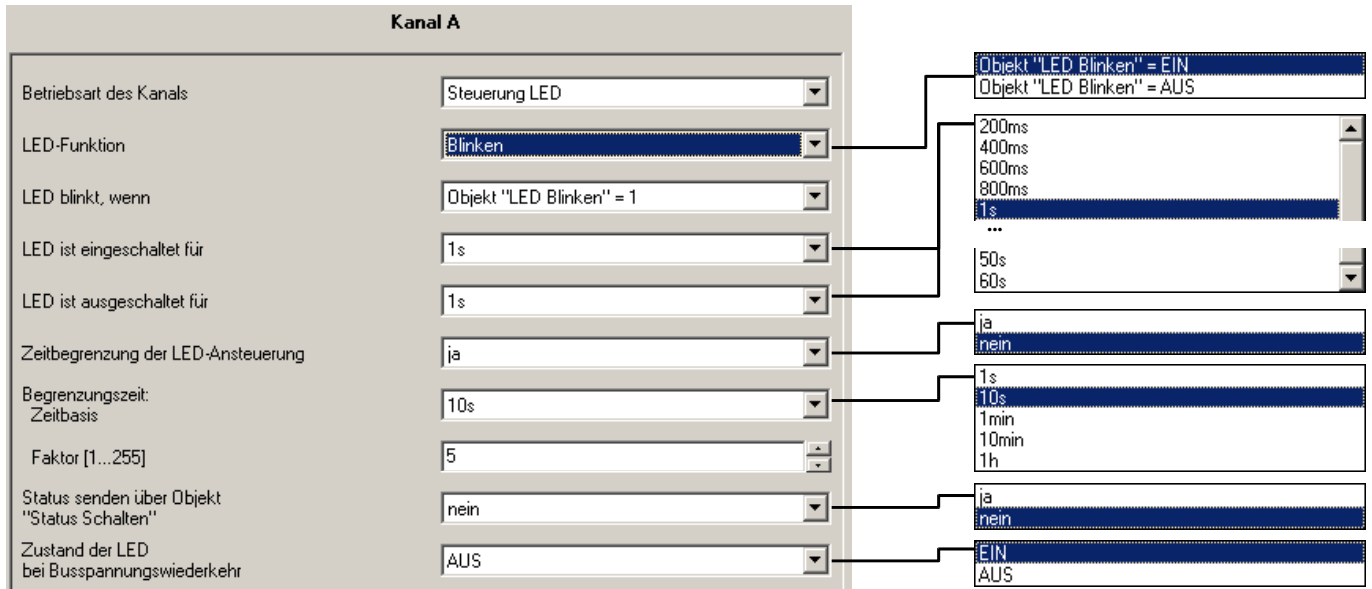 Kanal A
Betriebsart des Kanals
Steuerung LED
LED-Funktion
Blinken
LED blinkt, wenn
Objekt "LED Blinken" = 1
LED ist eingeschaltet für
1s
LED ist ausgeschaltet für
1s
Zeitbegrenzung der LED-Ansteuerung
ja
Begrenzungszeit:
Zeitbasis
10s
Faktor [1...255]
5
Status senden über Objekt
"Status Schalten"
nein
Zustand der LED
bei Busspannungswiederkehr
AUS
Objekt "LED Blinken" = EIN
Objekt "LED Blinken" = AUS
200ms
400ms
600ms
800ms
1s
...
50s
60s
ja
nein
1s
10s
1min
10min
1h
ja
nein
EIN
AUS